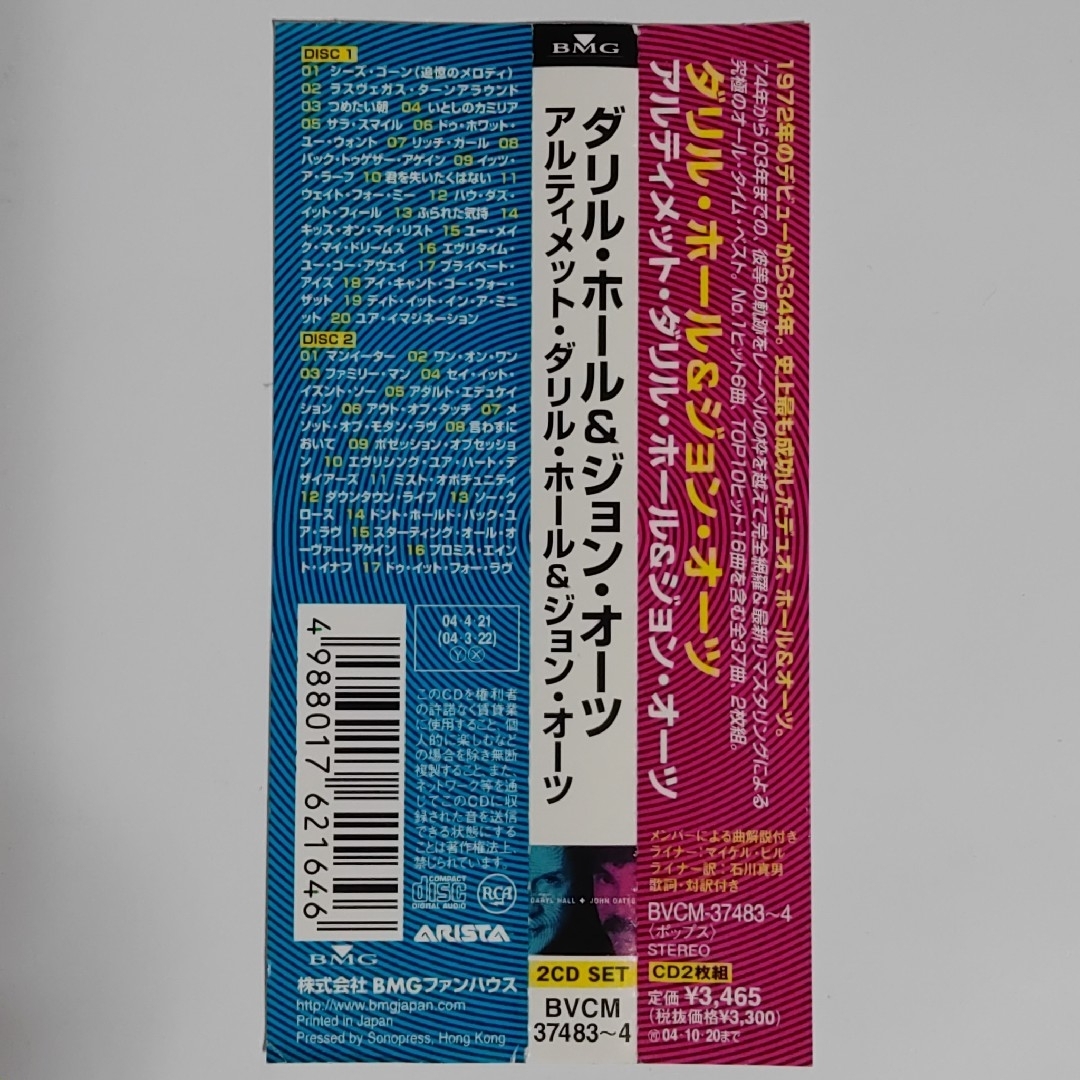 DISC 1
01 シーズ・ゴーン（追憶のメロディ）
02 ラスヴェガス・ターンアラウンド
03 つめたい朝 04 いとしのカミリア
05 サラ・スマイル 06 ドゥ・ホワット・
ユー・ウォント 07 リッチ・ガール 08
バック・トゥゲザー・アゲイン 09 イッツ・
ア・ラーフ 10 君を失いたくはない 11
ウェイト・フォー・ミー 12 ハウ・ダズ・
イット・フィール 13 ふられた気持 14
キッス・オン・マイ・リスト 15 ユー・メイ
ク・マイ・ドリームス 16 エヴリタイム・
ユー・ゴー・アウェイ 17 プライベート・
アイズ 18 アイ・キャント・ゴー・フォー・
ザット 19 ディド・イット・イン・ア・ミニ
ット 20 ユア・イマジネーション
DISC 2
01 マンイーター 02 ワン・オン・ワン
03 ファミリー・マン 04 セイ・イット・
イズント・ソー 05 アダルト・エデュケイ
ション 06 アウト・オブ・タッチ 07 メ
ソッド・オブ・モダン・ラヴ 08 言わずに
おいて 09 ポゼッション・オブセッショ
ン 10 エヴリシング・ユア・ハート・デ
ザイアーズ 11 ミスト・オポチュニティ
12 ダウンタウン・ライフ 13 ソー・ク
ローズ 14 ドント・ホールド・バック・ユ
ア・ラヴ 15 スターティング・オール・オ
ーヴァー・アゲイン 16 プロミス・エイン
ト・イナフ 17 ドゥ・イット・フォー・ラヴ
4988017621646
04 4 21
(04 3 22)
Ⓨ Ⓧ
このCDを権利者
の許諾なく賃貸業
に使用すること、個
人的に楽しむなど
の場合を除き無断
複製すること、また、
ネットワーク等を通
じてこのCDに収
録された音を送信
できる状態にする
ことは著作権法上、
禁じられています。
COMPACT
disc
DIGITAL AUDIO
RCA
ARISTA
BMG
株式会社 BMGファンハウス
http://www.bmgjapan.com
Printed in Japan
Pressed by Sonopress, Hong Kong
BMG
ダリル・ホール&ジョン・オーツ
アルティメット・ダリル・ホール&ジョン・オーツ
DARYL HALL + JOHN OATES
2CD SET
BVCM
37483〜4
1972年のデビューから34年。史上最も成功したデュオ、ホール&オーツ。
'74年から'03年までの、彼等の軌跡をレーベルの枠を越えて完全網羅&最新リマスタリングによる
究極のオール・タイム・ベスト。No.1ヒット6曲、TOP10ヒット16曲を含む全37曲、2枚組。
ダリル・ホール&ジョン・オーツ
アルティメット・ダリル・ホール&ジョン・オーツ
メンバーによる曲解説付き
ライナー：マイケル・ヒル
ライナー訳：石川真男
歌詞・対訳付き
BVCM-37483〜4
〈ポップス〉
STEREO
CD2枚組
定価 ¥3,465
(税抜価格¥3,300)
㋐04・10・20まで